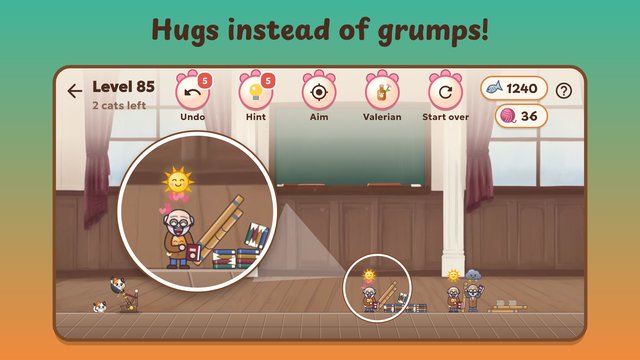 Hugs instead of grumps!
Level 85
2 cats left
5
5
Undo
Hint
Aim
Valerian
Start over
1240
36
?